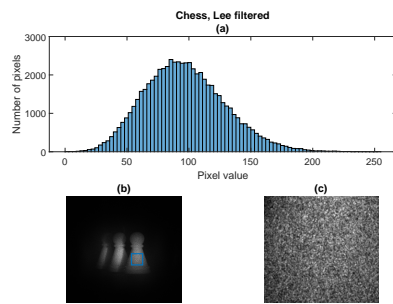 Chess, Lee filtered
(a)
3000
2000
1000
0
Number of pixels
0 50 100 150 200 250
Pixel value
(b) (c)